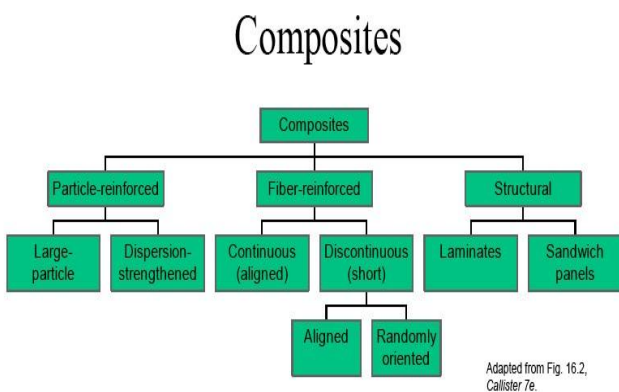 Composites
Composites
Particle-reinforced
Fiber-reinforced
Structural
Large-
particle
Dispersion-
strengthened
Continuous
(aligned)
Discontinuous
(short)
Laminates
Sandwich
panels
Aligned
Randomly
oriented
Adapted from Fig. 16.2,
Callister 7e.